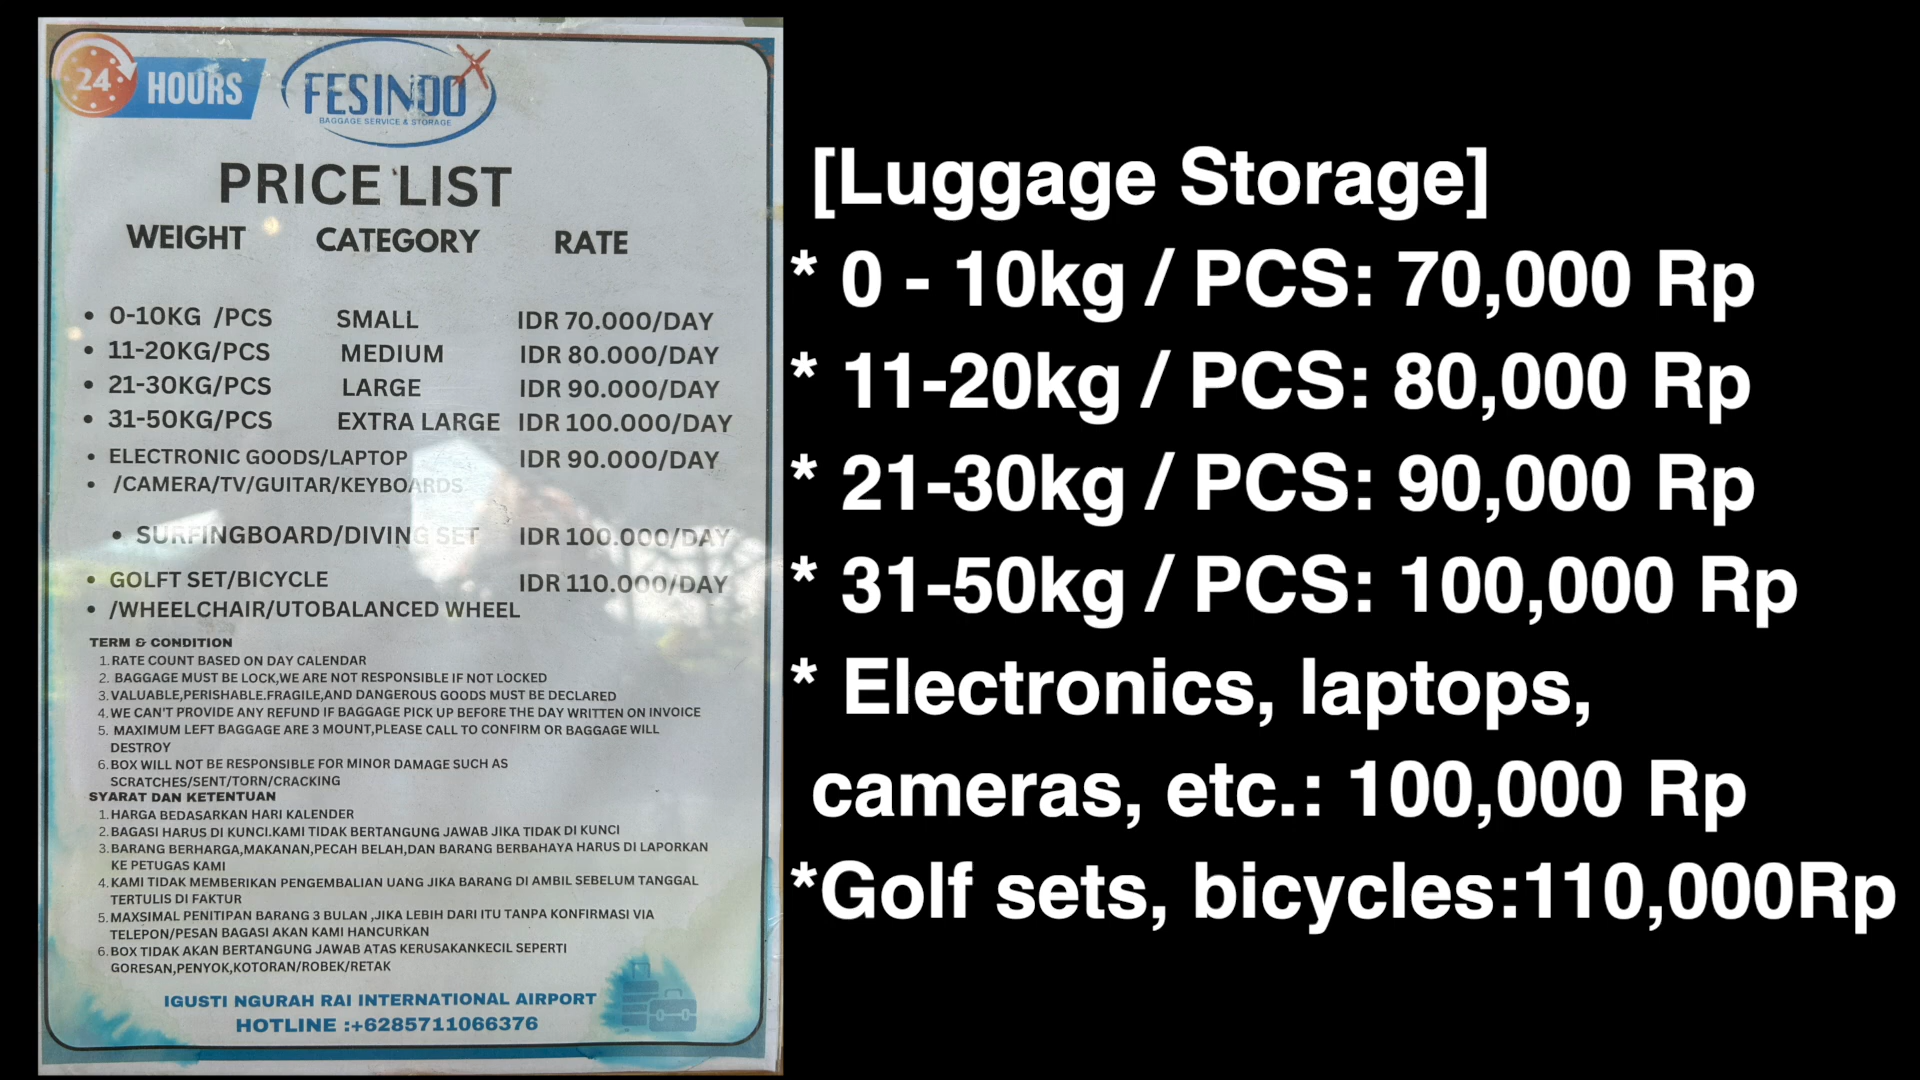 24 HOURS
FESINDO
BAGGAGE SERVICE & STORAGE
PRICE LIST
WEIGHT CATEGORY RATE
• 0-10KG /PCS SMALL IDR 70.000/DAY
• 11-20KG/PCS MEDIUM IDR 80.000/DAY
• 21-30KG/PCS LARGE IDR 90.000/DAY
• 31-50KG/PCS EXTRA LARGE IDR 100.000/DAY
• ELECTRONIC GOODS/LAPTOP IDR 90.000/DAY
• /CAMERA/TV/GUITAR/KEYBOARDS
• SURFINGBOARD/DIVING SET IDR 100.000/DAY
• GOLFT SET/BICYCLE IDR 110.000/DAY
• /WHEELCHAIR/UTOBALANCED WHEEL
TERM & CONDITION
1. RATE COUNT BASED ON DAY CALENDAR
2. BAGGAGE MUST BE LOCK,WE ARE NOT RESPONSIBLE IF NOT LOCKED
3. VALUABLE,PERISHABLE.FRAGILE,AND DANGEROUS GOODS MUST BE DECLARED
4. WE CAN'T PROVIDE ANY REFUND IF BAGGAGE PICK UP BEFORE THE DAY WRITTEN ON INVOICE
5. MAXIMUM LEFT BAGGAGE ARE 3 MOUNT,PLEASE CALL TO CONFIRM OR BAGGAGE WILL
DESTROY
6. BOX WILL NOT BE RESPONSIBLE FOR MINOR DAMAGE SUCH AS
SCRATCHES/SENT/TORN/CRACKING
SYARAT DAN KETENTUAN
1. HARGA BEDASARKAN HARI KALENDER
2. BAGASI HARUS DI KUNCI.KAMI TIDAK BERTANGUNG JAWAB JIKA TIDAK DI KUNCI
3. BARANG BERHARGA,MAKANAN,PECAH BELAH,DAN BARANG BERBAHAYA HARUS DI LAPORKAN
KE PETUGAS KAMI
4. KAMI TIDAK MEMBERIKAN PENGEMBALIAN UANG JIKA BARANG DI AMBIL SEBELUM TANGGAL
TERTULIS DI FAKTUR
5. MAXSIMAL PENITIPAN BARANG 3 BULAN ,JIKA LEBIH DARI ITU TANPA KONFIRMASI VIA
TELEPON/PESAN BAGASI AKAN KAMI HANCURKAN
6. BOX TIDAK AKAN BERTANGUNG JAWAB ATAS KERUSAKANKECIL SEPERTI
GORESAN,PENYOK,KOTORAN/ROBEK/RETAK
IGUSTI NGURAH RAI INTERNATIONAL AIRPORT
HOTLINE :+6285711066376
[Luggage Storage]
* 0 - 10kg / PCS: 70,000 Rp
* 11-20kg / PCS: 80,000 Rp
* 21-30kg / PCS: 90,000 Rp
* 31-50kg / PCS: 100,000 Rp
* Electronics, laptops,
cameras, etc.: 100,000 Rp
*Golf sets, bicycles:110,000Rp